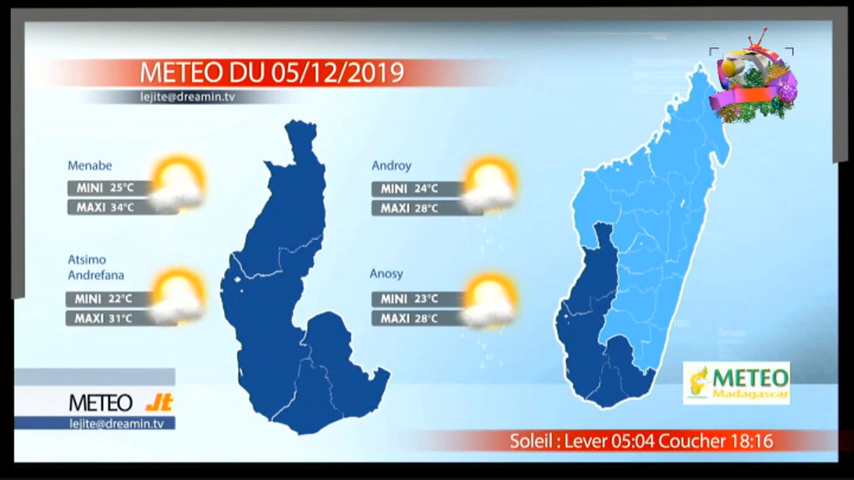 METEO DU 05/12/2019
lejite@dreamin.tv
Menabe
MINI 25°C
MAXI 34°C
Androy
MINI 24°C
MAXI 28°C
Atsimo
Andrefana
MINI 22°C
MAXI 31°C
Anosy
MINI 23°C
MAXI 28°C
METEO Jt
lejite@dreamin.tv
METEO
Madagascar
Soleil : Lever 05:04 Coucher 18:16